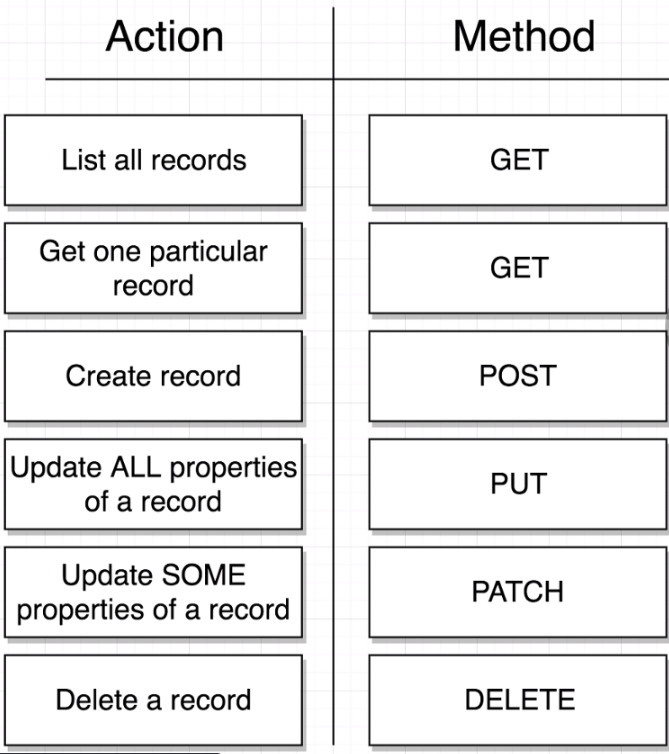 Action
Method
List all records
GET
Get one particular
record
GET
Create record
POST
Update ALL properties
of a record
PUT
Update SOME
properties of a record
PATCH
Delete a record
DELETE